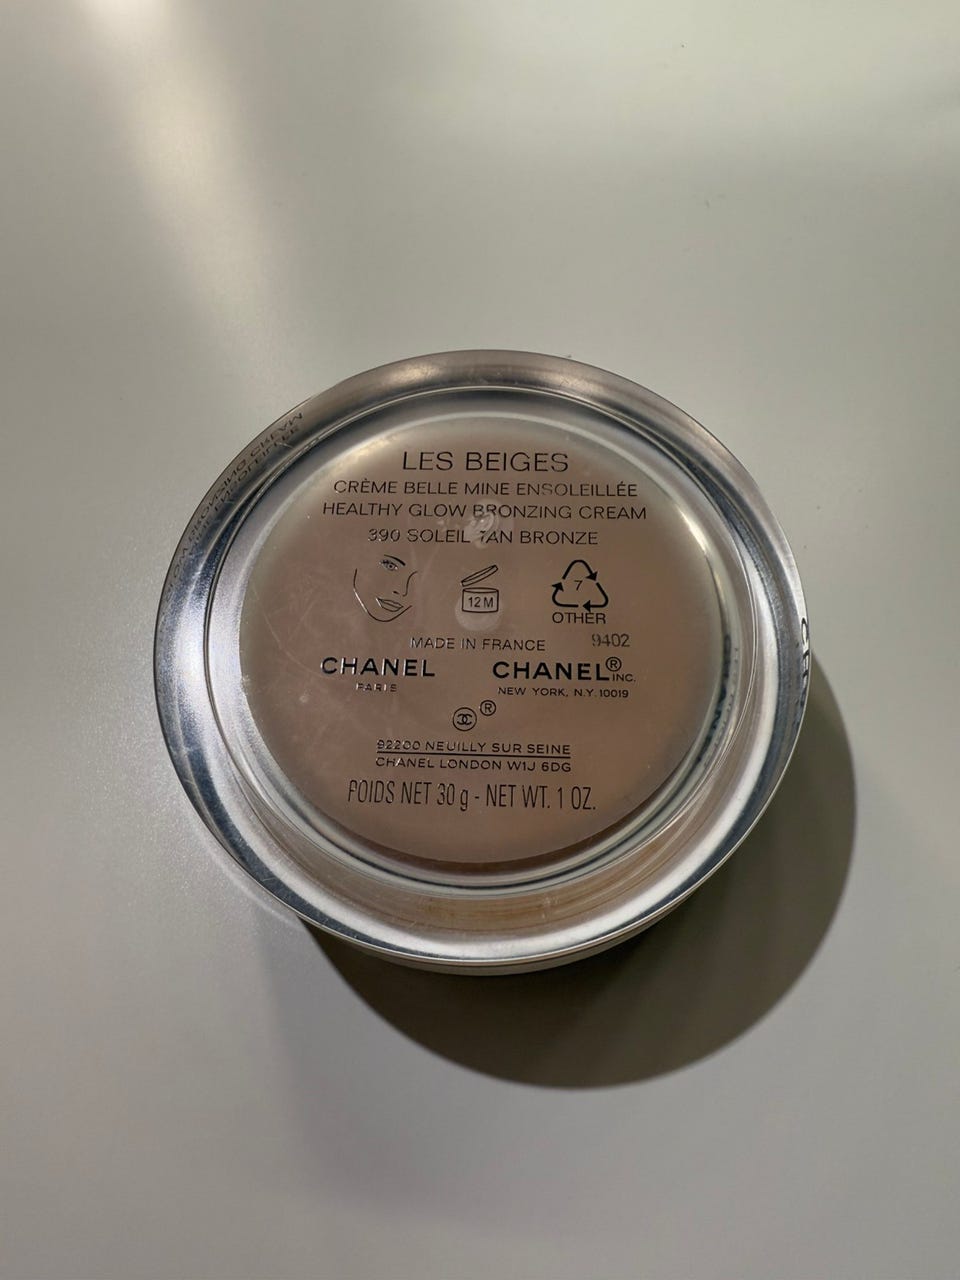 LES BEIGES
CRÈME BELLE MINE ENSOLEILLÉE
HEALTHY GLOW BRONZING CREAM
390 SOLEIL TAN BRONZE
12 M
7
OTHER
MADE IN FRANCE 9402
CHANEL CHANEL® INC.
PARIS NEW YORK, N.Y. 10019
®
92200 NEUILLY SUR SEINE
CHANEL LONDON W1J 6DG
POIDS NET 30 g - NET WT. 1 OZ.